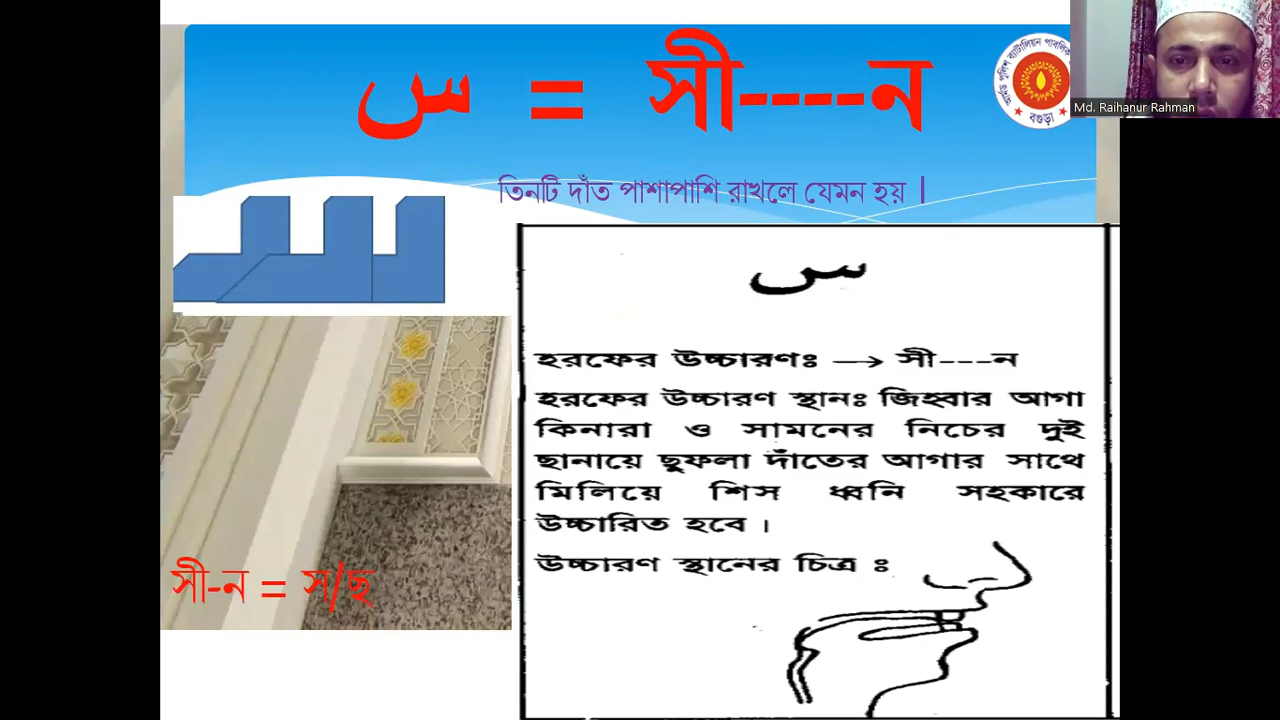 س = সী----ন
Md. Raihanur Rahman
বগুড়া
তিনটি দাঁত পাশাপাশি রাখলে যেমন হয় |
س
হরফের উচ্চারণঃ → সী---ন
হরফের উচ্চারণ স্থানঃ জিহ্বার আগা
কিনারা ও সামনের নিচের দুই
ছানায়ে ছুফলা দাঁতের আগার সাথে
মিলিয়ে শিস ধ্বনি সহকারে
উচ্চারিত হবে ।
উচ্চারণ স্থানের চিত্র ঃ
সী-ন = স/ছ